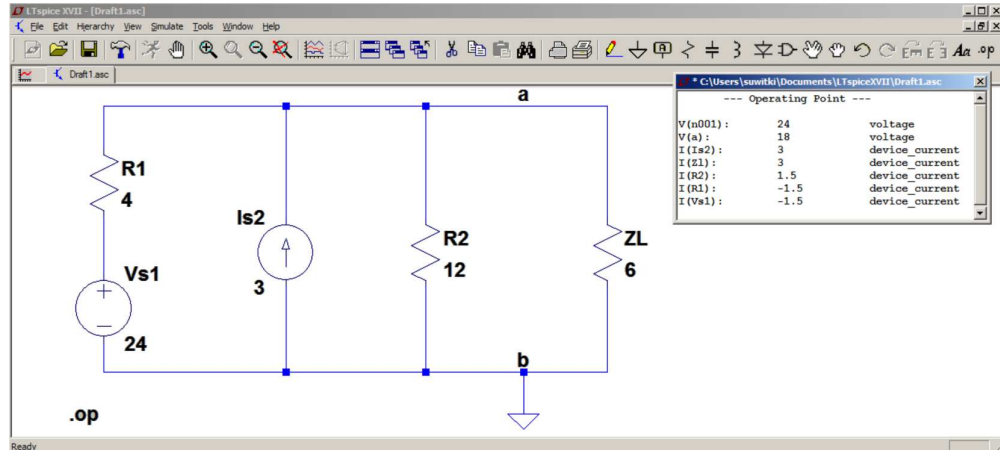 LTspice XVII - [Draft1.asc]
File Edit Hierarchy View Simulate Tools Window Help
Aa .op
Draft1.asc
a
R1
4
Is2
3
R2
12
ZL
6
Vs1
24
b
.op
* C:\Users\suwitki\Documents\LTspiceXVII\Draft1.asc
--- Operating Point ---
V(n001): 24 voltage
V(a): 18 voltage
I(Is2): 3 device_current
I(Zl): 3 device_current
I(R2): 1.5 device_current
I(R1): -1.5 device_current
I(Vs1): -1.5 device_current
Ready